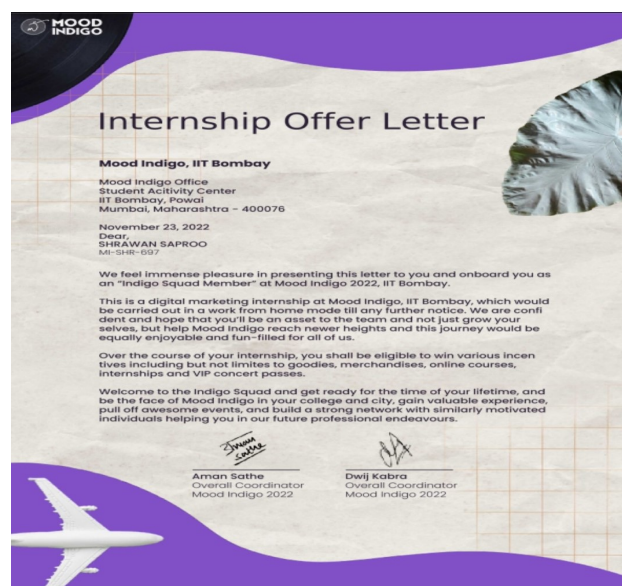 MOOD
INDIGO
Internship Offer Letter
Mood Indigo, IIT Bombay
Mood Indigo Office
Student Acitivity Center
IIT Bombay, Powai
Mumbai, Maharashtra - 400076
November 23, 2022
Dear,
SHRAWAN SAPROO
MI-SHR-697
We feel immense pleasure in presenting this letter to you and onboard you as
an “Indigo Squad Member” at Mood Indigo 2022, IIT Bombay.
This is a digital marketing internship at Mood Indigo, IIT Bombay, which would
be carried out in a work from home mode till any further notice. We are confi
dent and hope that you'll be an asset to the team and not just grow your
selves, but help Mood Indigo reach newer heights and this journey would be
equally enjoyable and fun-filled for all of us.
Over the course of your internship, you shall be eligible to win various incen
tives including but not limites to goodies, merchandises, online courses,
internships and VIP concert passes.
Welcome to the Indigo Squad and get ready for the time of your lifetime, and
be the face of Mood Indigo in your college and city, gain valuable experience,
pull off awesome events, and build a strong network with similarly motivated
individuals helping you in our future professional endeavours.
Aman Sathe
Overall Coordinator
Mood Indigo 2022
Dwij Kabra
Overall Coordinator
Mood Indigo 2022